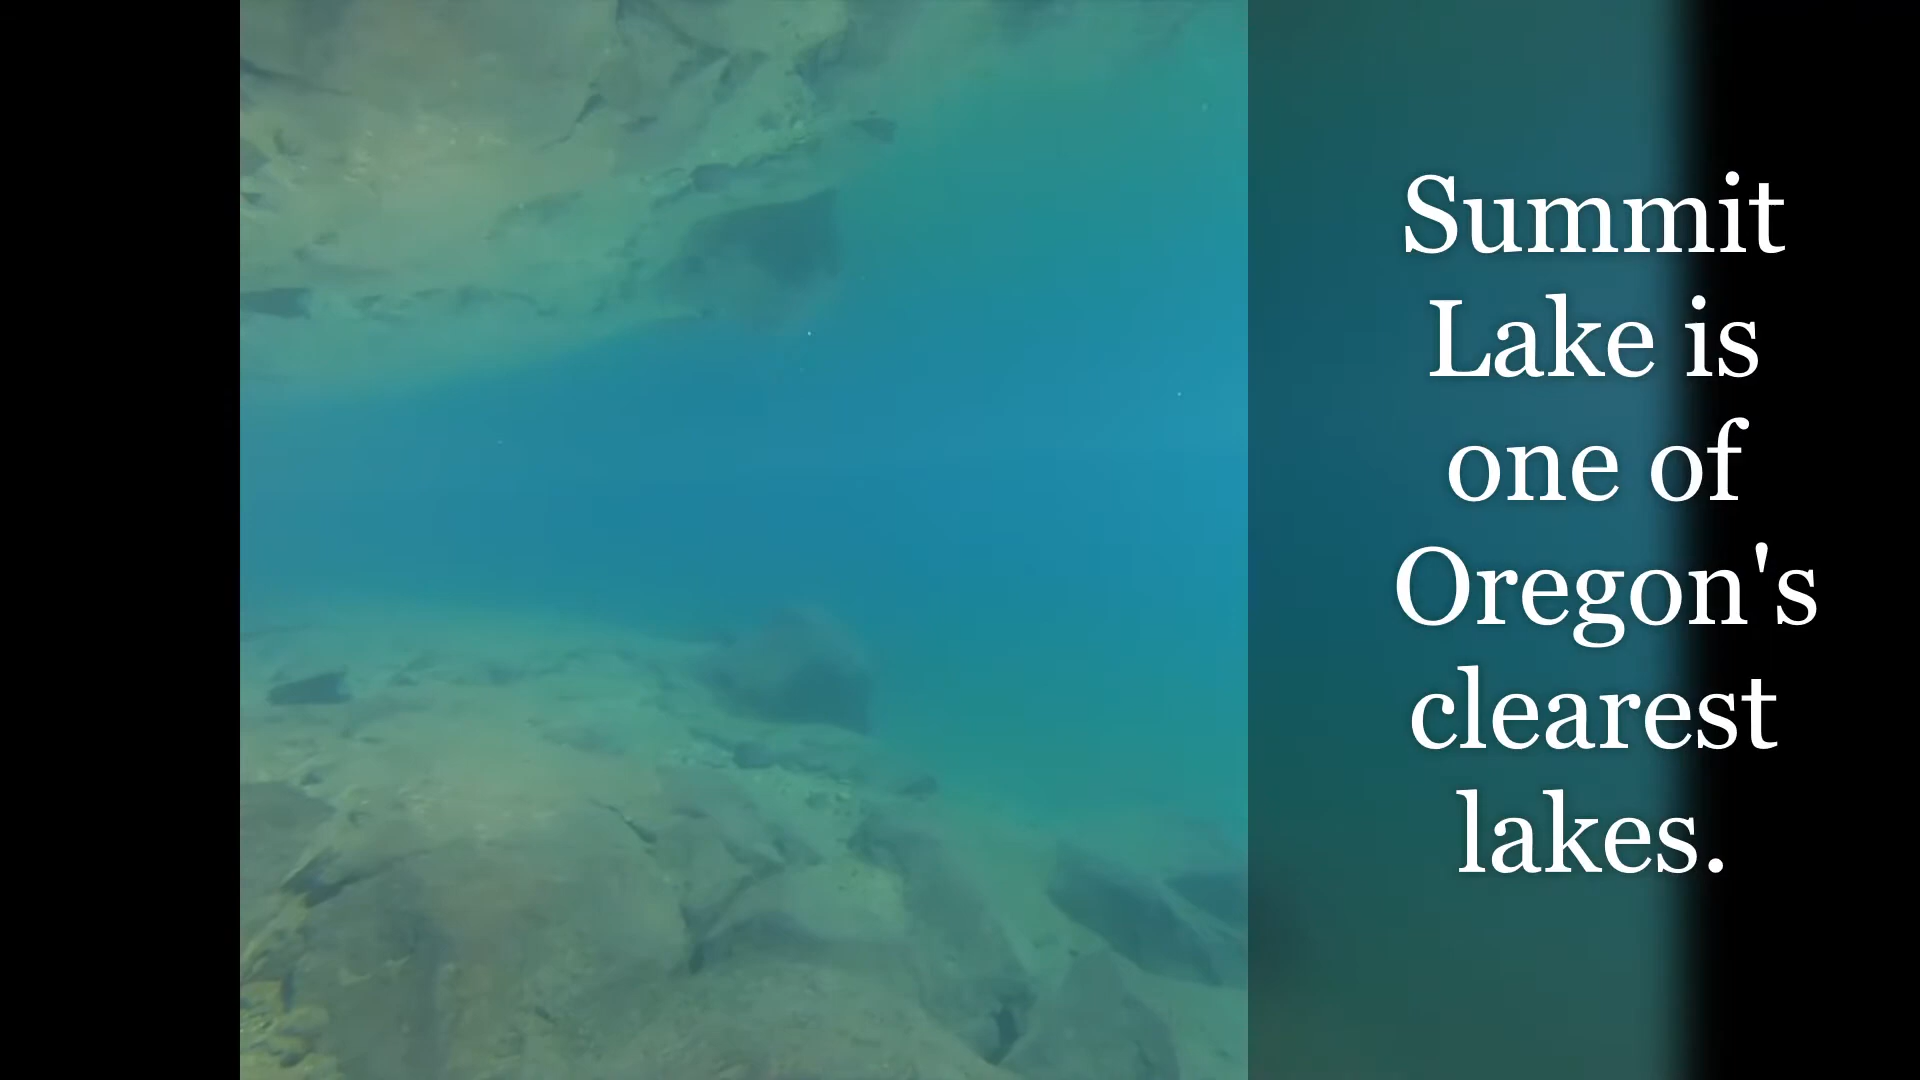 Summit
Lake is
one of
Oregon's
clearest
lakes.